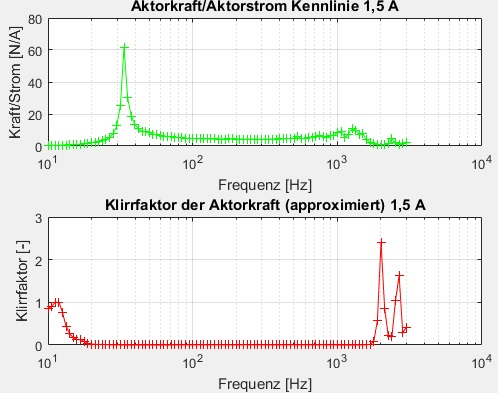 Aktorkraft/Aktorstrom Kennlinie 1,5 A
Kraft/Strom [N/A]
80
60
40
20
0
10^1 10^2 10^3 10^4
Frequenz [Hz]
Klirrfaktor der Aktorkraft (approximiert) 1,5 A
Klirrfaktor [-]
3
2
1
0
10^1 10^2 10^3 10^4
Frequenz [Hz]